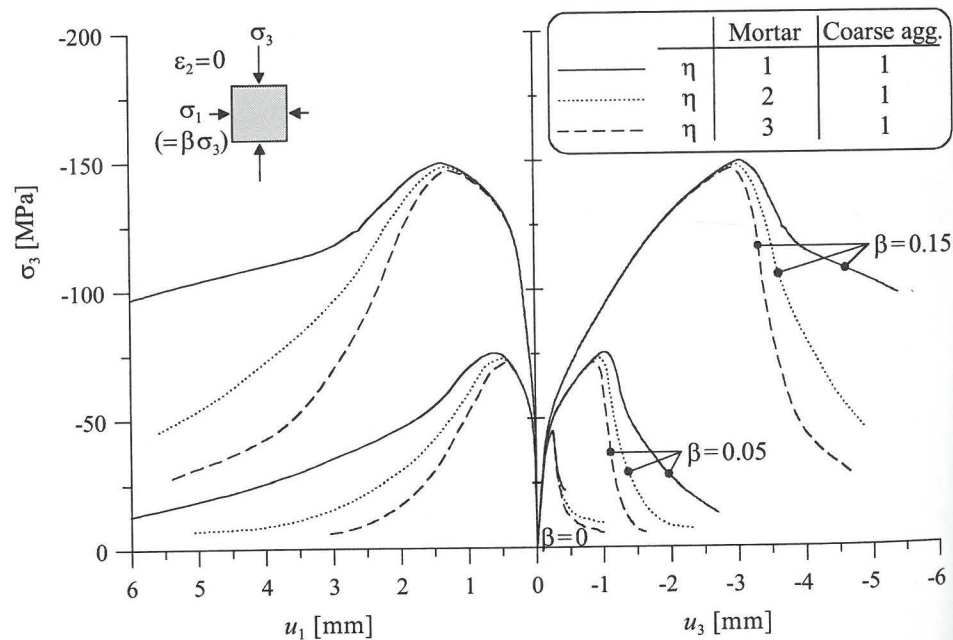 -200
-150
-100
-50
0
σ₃ [MPa]
σ₃
ε₂=0
σ₁
(=βσ₃)
Mortar Coarse agg.
η 1 1
η 2 1
η 3 1
β=0.15
β=0.05
β=0
6 5 4 3 2 1 0 -1 -2 -3 -4 -5 -6
u₁ [mm] u₃ [mm]